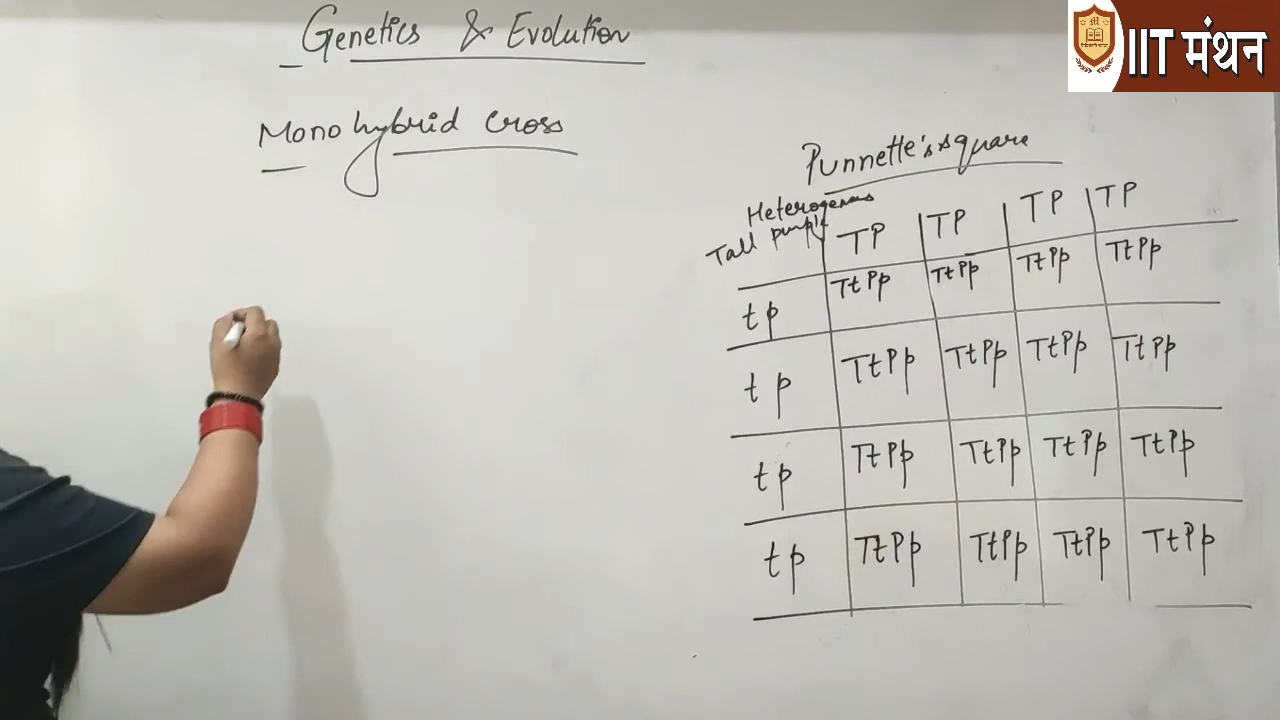 Genetics & Evolution
IIT मंथन
Monohybrid Cross
Punnette's square
Heterogenous
Tall purple
TP TP TP TP
tp TtPp TtPp TtPp TtPp
tp TtPp TtPp TtPp TtPp
tp TtPp TtPp TtPp TtPp
tp TtPp TtPp TtPp TtPp